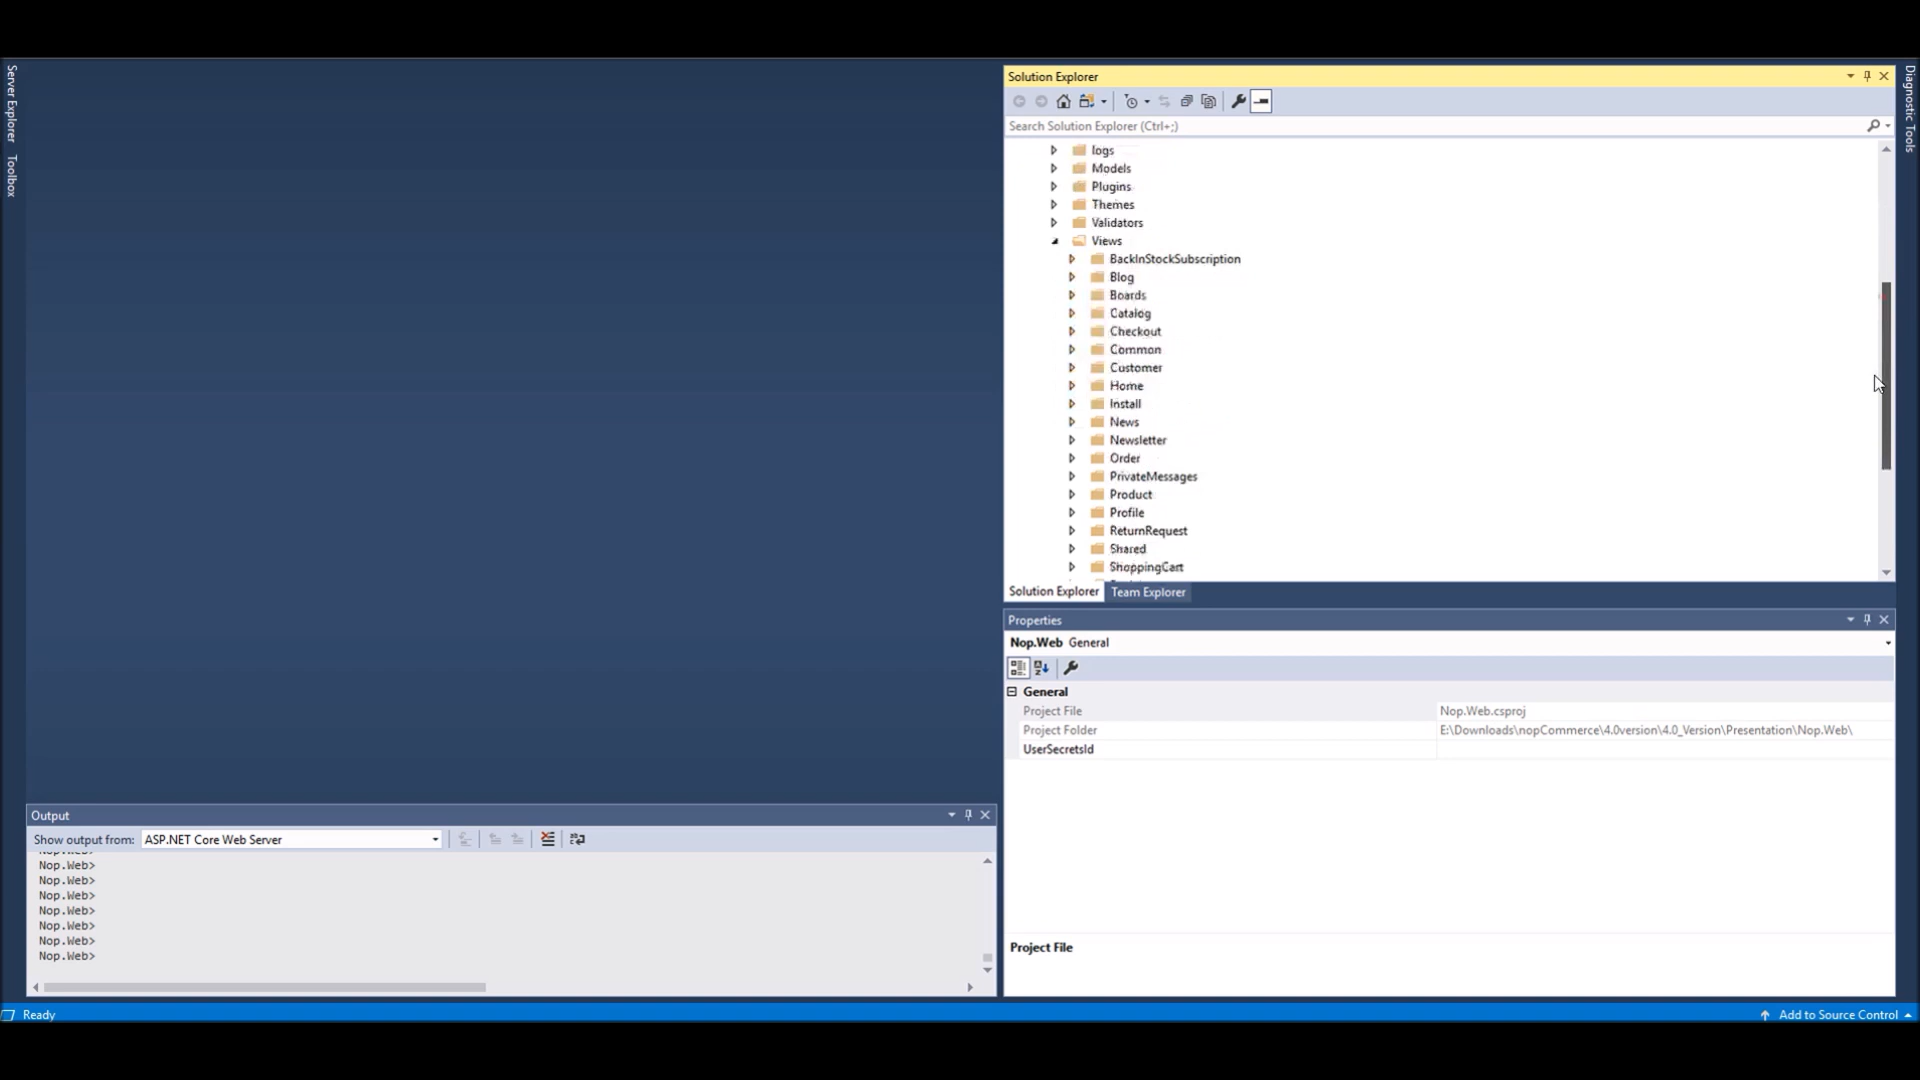 Server Explorer
Toolbox
Solution Explorer
Search Solution Explorer (Ctrl+;)
logs
Models
Plugins
Themes
Validators
Views
BackInStockSubscription
Blog
Boards
Catalog
Checkout
Common
Customer
Home
Install
News
Newsletter
Order
PrivateMessages
Product
Profile
ReturnRequest
Shared
ShoppingCart
Solution Explorer Team Explorer
Diagnostic Tools
Properties
Nop.Web General
General
Project File Nop.Web.csproj
Project Folder E:\Downloads\nopCommerce\4.0version\4.0_Version\Presentation\Nop.Web\
UserSecretsId
Project File
Output
Show output from: ASP.NET Core Web Server
Nop.Web>
Nop.Web>
Nop.Web>
Nop.Web>
Nop.Web>
Nop.Web>
Nop.Web>
Ready
Add to Source Control